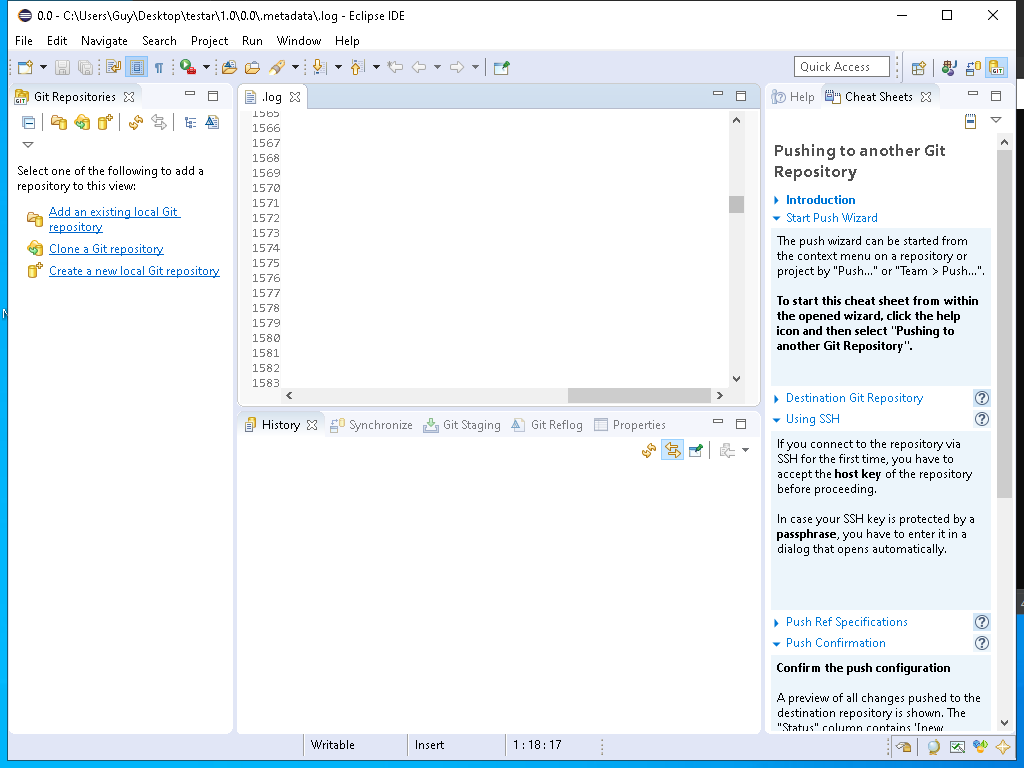 0.0 - C:\Users\Guy\Desktop\testar\1.0\0.0\.metadata\.log - Eclipse IDE
File Edit Navigate Search Project Run Window Help
Quick Access
Git Repositories
Select one of the following to add a
repository to this view:
Add an existing local Git
repository
Clone a Git repository
Create a new local Git repository
.log
1565
1566
1567
1568
1569
1570
1571
1572
1573
1574
1575
1576
1577
1578
1579
1580
1581
1582
1583
History Synchronize Git Staging Git Reflog Properties
Help Cheat Sheets
Pushing to another Git
Repository
Introduction
Start Push Wizard
The push wizard can be started from
the context menu on a repository or
project by "Push..." or "Team > Push...".
To start this cheat sheet from within
the opened wizard, click the help
icon and then select "Pushing to
another Git Repository".
Destination Git Repository
Using SSH
If you connect to the repository via
SSH for the first time, you have to
accept the host key of the repository
before proceeding.
In case your SSH key is protected by a
passphrase, you have to enter it in a
dialog that opens automatically.
Push Ref Specifications
Push Confirmation
Confirm the push configuration
A preview of all changes pushed to the
destination repository is shown. The
"Status" column contains '[new
Writable Insert 1 : 18 : 17